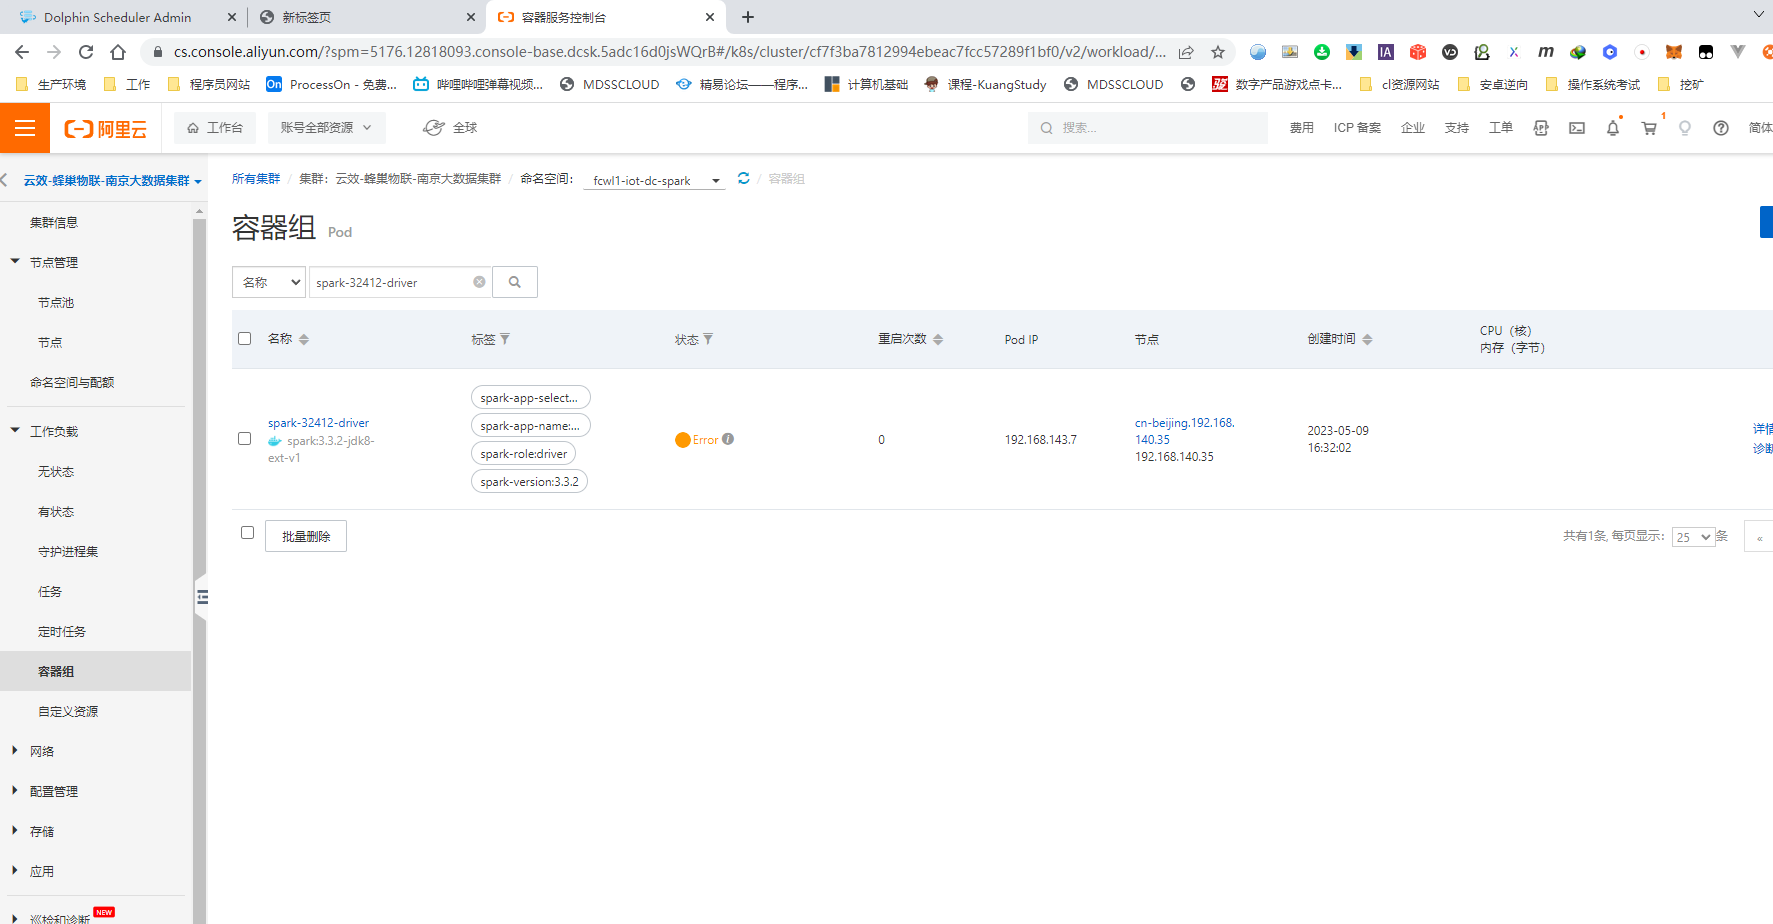 Dolphin Scheduler Admin
新标签页
容器服务控制台
cs.console.aliyun.com/?spm=5176.12818093.console-base.dcsk.5adc16d0jsWQrB#/k8s/cluster/cf7f3ba7812994ebeac7fcc57289f1bf0/v2/workload/...
生产环境
工作
程序员网站
On ProcessOn - 免费...
哔哩哔哩弹幕视频...
MDSSCLOUD
精易论坛——程序...
计算机基础
课程-KuangStudy
MDSSCLOUD
数字产品游戏点卡...
cl资源网站
安卓逆向
操作系统考试
挖矿
阿里云
工作台
账号全部资源
全球
搜索...
费用
ICP 备案
企业
支持
工单
1
简体
云效-蜂巢物联-南京大数据集群
所有集群 / 集群：云效-蜂巢物联-南京大数据集群 / 命名空间： fcwl1-iot-dc-spark / 容器组
集群信息
节点管理
节点池
节点
命名空间与配额
工作负载
无状态
有状态
守护进程集
任务
定时任务
容器组
自定义资源
网络
配置管理
存储
应用
巡检和诊断 NEW
容器组 Pod
名称
spark-32412-driver
名称
标签
状态
重启次数
Pod IP
节点
创建时间
CPU（核）
内存（字节）
spark-32412-driver
spark:3.3.2-jdk8-
ext-v1
spark-app-select...
spark-app-name:...
spark-role:driver
spark-version:3.3.2
Error
0
192.168.143.7
cn-beijing.192.168.
140.35
192.168.140.35
2023-05-09
16:32:02
详情
诊断
批量删除
共有1条, 每页显示： 25 条
«